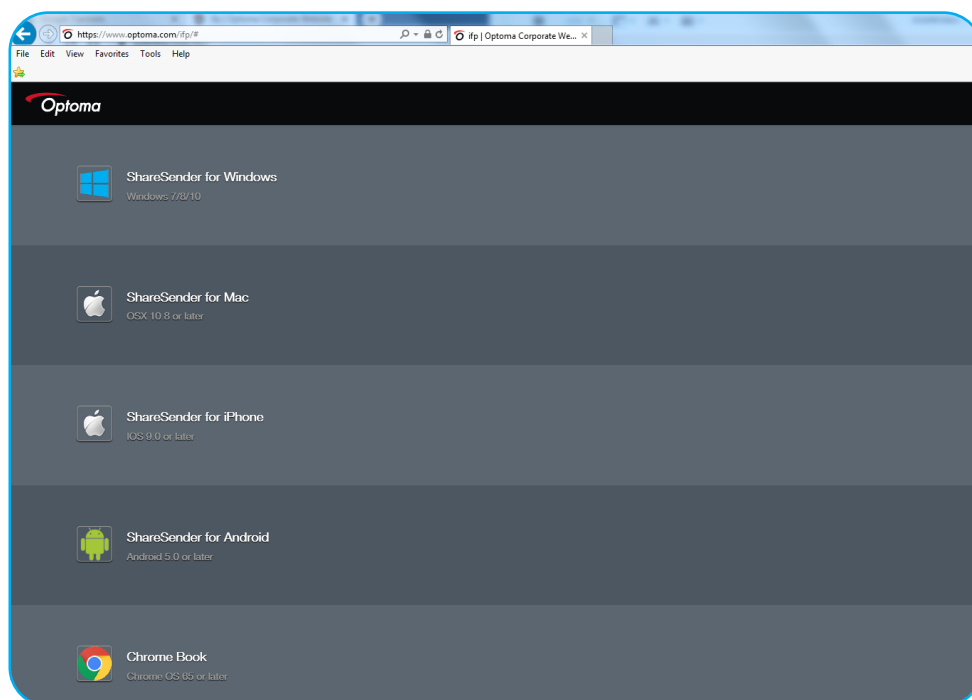 https://www.optoma.com/ifp/#
ifp | Optoma Corporate We...
File Edit View Favorites Tools Help
Optoma
ShareSender for Windows
Windows 7/8/10
ShareSender for Mac
OSX 10.8 or later
ShareSender for iPhone
IOS 9.0 or later
ShareSender for Android
Android 5.0 or later
Chrome Book
Chrome OS 65 or later